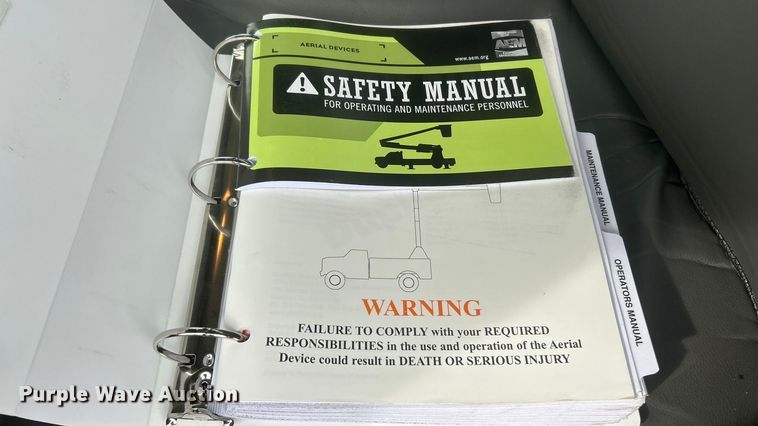 AERIAL DEVICES
AEM
www.aem.org
SAFETY MANUAL
FOR OPERATING AND MAINTENANCE PERSONNEL
WARNING
FAILURE TO COMPLY with your REQUIRED
RESPONSIBILITIES in the use and operation of the Aerial
Device could result in DEATH OR SERIOUS INJURY
MAINTENANCE MANUAL
OPERATORS MANUAL
Purple Wave Auction